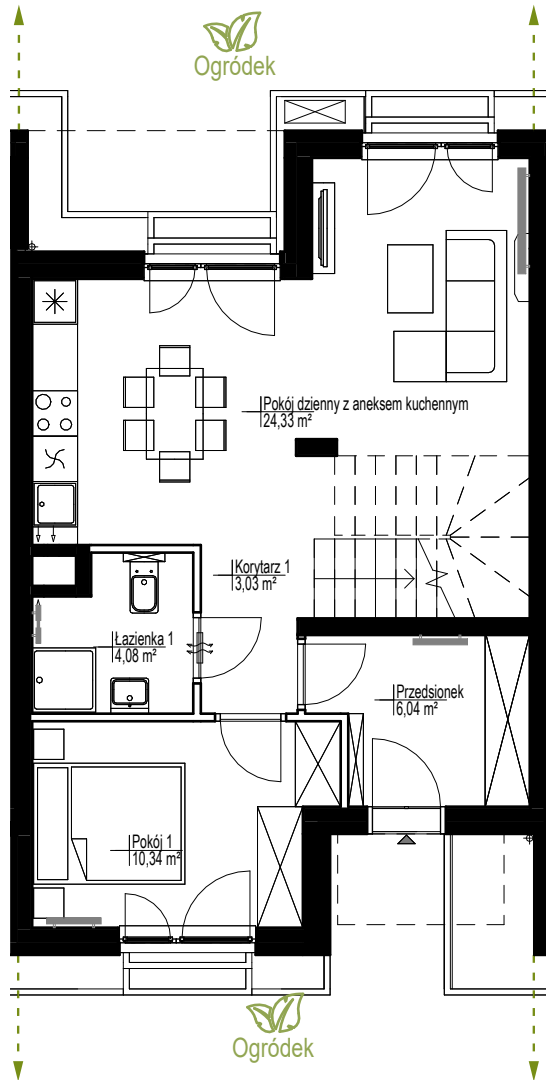 Ogródek
Pokój dzienny z aneksem kuchennym
24,33 m²
Korytarz 1
3,03 m²
Łazienka 1
4,08 m²
Przedsionek
6,04 m²
Pokój 1
10,34 m²
Ogródek